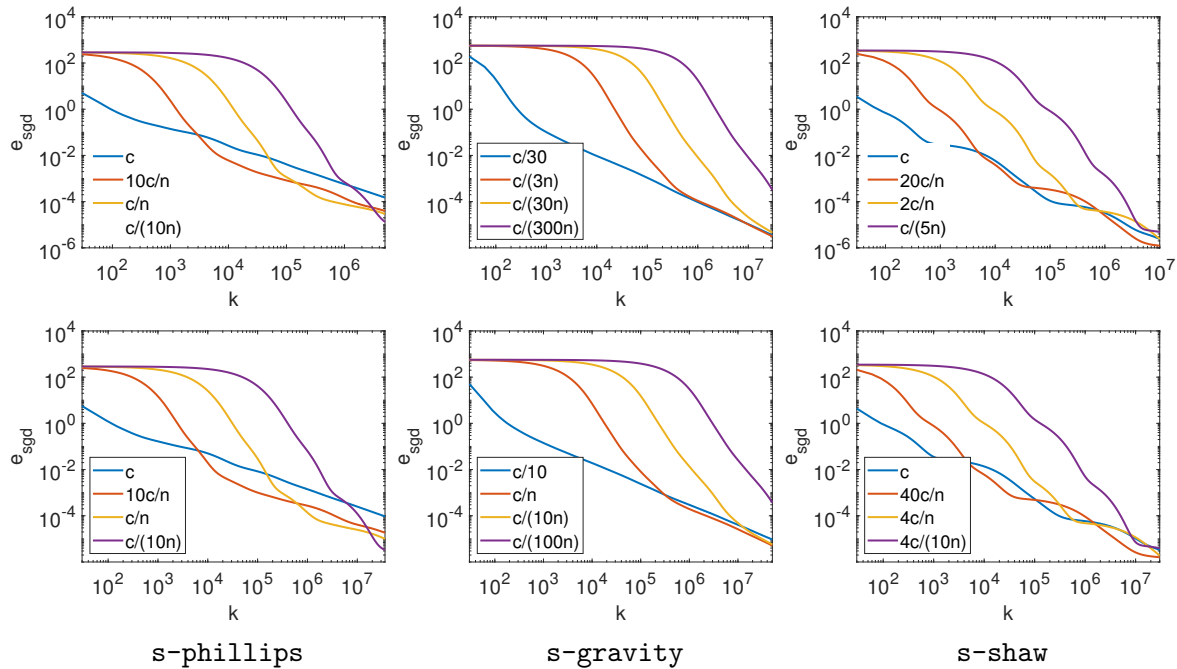 10^4
10^2
10^0
10^-2
10^-4
10^-6
e_sgd
c
10c/n
c/n
c/(10n)
10^2 10^3 10^4 10^5 10^6
k
10^4
10^2
10^0
10^-2
10^-4
e_sgd
c/30
c/(3n)
c/(30n)
c/(300n)
10^2 10^3 10^4 10^5 10^6 10^7
k
10^4
10^2
10^0
10^-2
10^-4
10^-6
e_sgd
c
20c/n
2c/n
c/(5n)
10^2 10^3 10^4 10^5 10^6 10^7
k
10^4
10^2
10^0
10^-2
10^-4
e_sgd
c
10c/n
c/n
c/(10n)
10^2 10^3 10^4 10^5 10^6 10^7
k
10^4
10^2
10^0
10^-2
10^-4
e_sgd
c/10
c/n
c/(10n)
c/(100n)
10^2 10^3 10^4 10^5 10^6 10^7
k
10^4
10^2
10^0
10^-2
10^-4
e_sgd
c
40c/n
4c/n
4c/(10n)
10^2 10^3 10^4 10^5 10^6 10^7
k
s-phillips s-gravity s-shaw